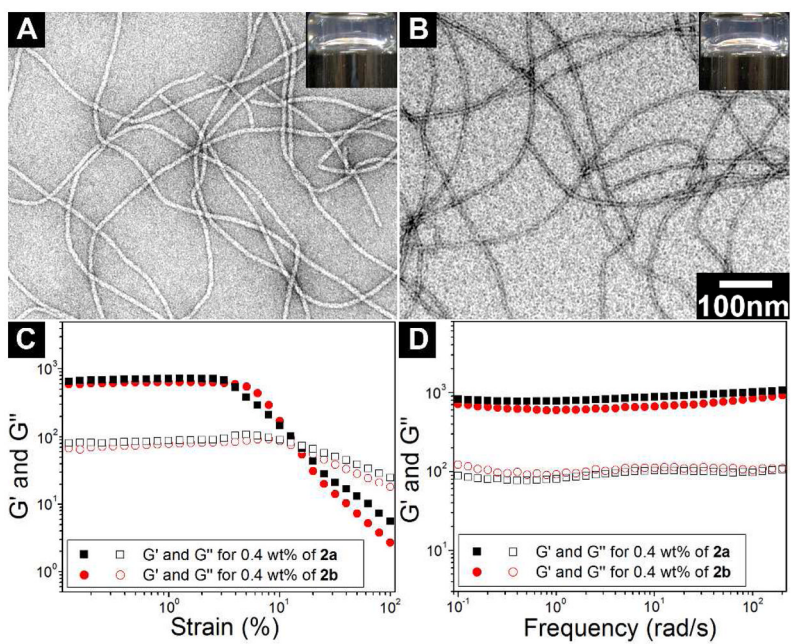 A
B
100nm
C
10³
10²
10¹
10⁰
G' and G''
G' and G'' for 0.4 wt% of 2a
G' and G'' for 0.4 wt% of 2b
10⁰
10¹
10²
Strain (%)
D
10³
10²
10¹
G' and G''
G' and G'' for 0.4 wt% of 2a
G' and G'' for 0.4 wt% of 2b
10⁻¹
10⁰
10¹
10²
Frequency (rad/s)